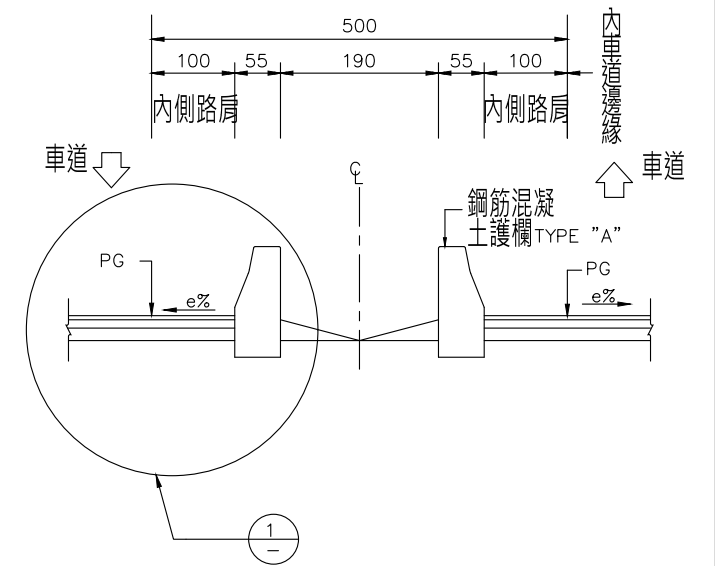 500
100 55 190 55 100
內側路肩 內側路肩
內車道邊緣
車道
車道
℄
鋼筋混凝
土護欄TYPE "A"
PG
PG
e%
e%
1
—